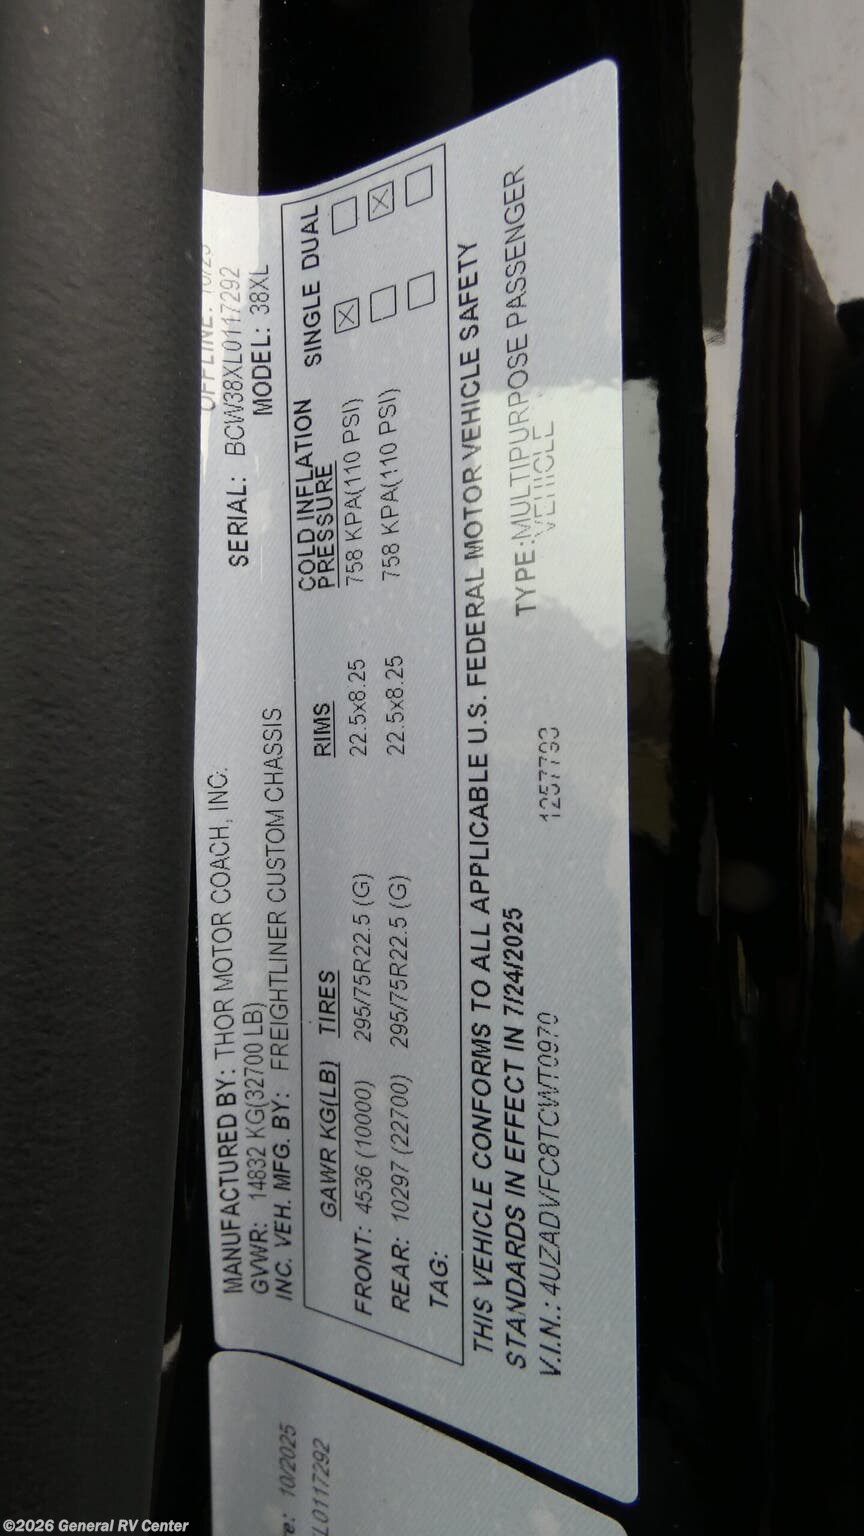 MANUFACTURED BY: THOR MOTOR COACH, INC.
GVWR: 14832 KG(32700 LB)
SERIAL: BCW38XL0117292
INC. VEH. MFG. BY: FREIGHTLINER CUSTOM CHASSIS
MODEL: 38XL
GAWR KG(LB) TIRES RIMS COLD INFLATION PRESSURE SINGLE DUAL
FRONT: 4536 (10000) 295/75R22.5 (G) 22.5x8.25 758 KPA(110 PSI)
REAR: 10297 (22700) 295/75R22.5 (G) 22.5x8.25 758 KPA(110 PSI)
TAG:
THIS VEHICLE CONFORMS TO ALL APPLICABLE U.S. FEDERAL MOTOR VEHICLE SAFETY
STANDARDS IN EFFECT IN 7/24/2025
TYPE:MULTIPURPOSE PASSENGER
VEHICLE
V.I.N.: 4UZADVFC8TCWT0970
10/2025
L0117292
©2026 General RV Center